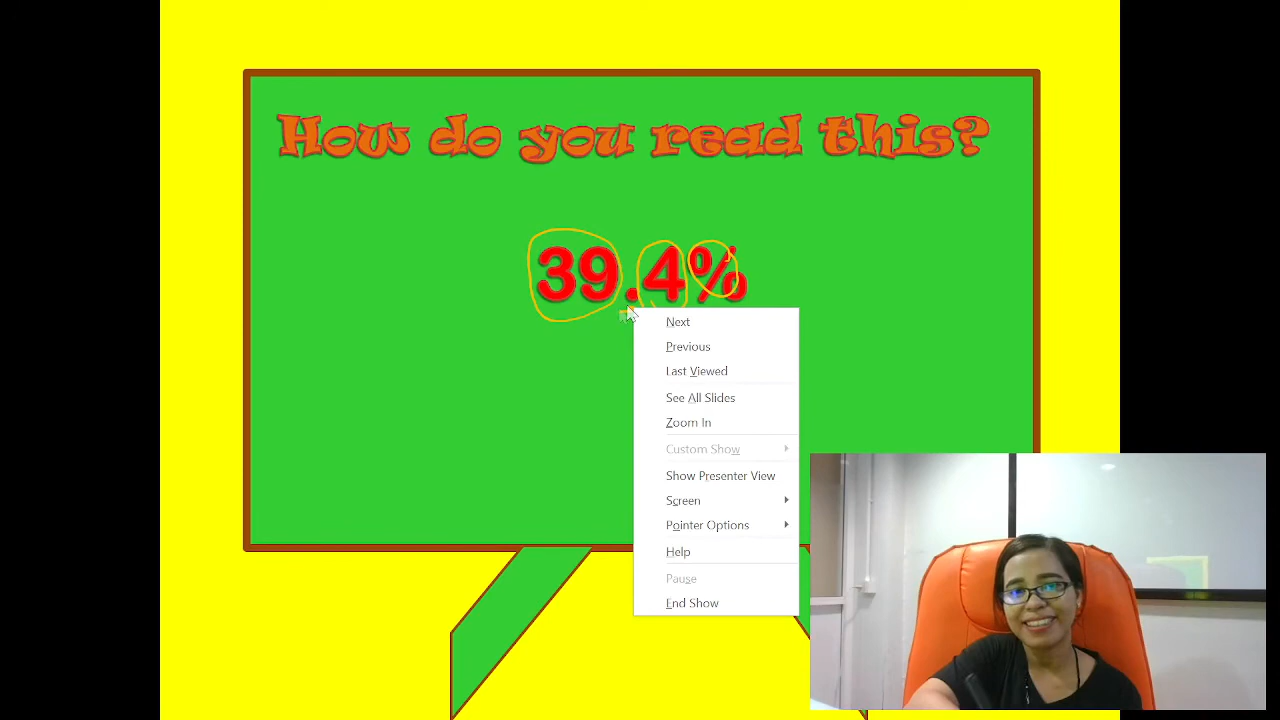 How do you read this?
39.4%
Next
Previous
Last Viewed
See All Slides
Zoom In
Custom Show
Show Presenter View
Screen
Pointer Options
Help
Pause
End Show